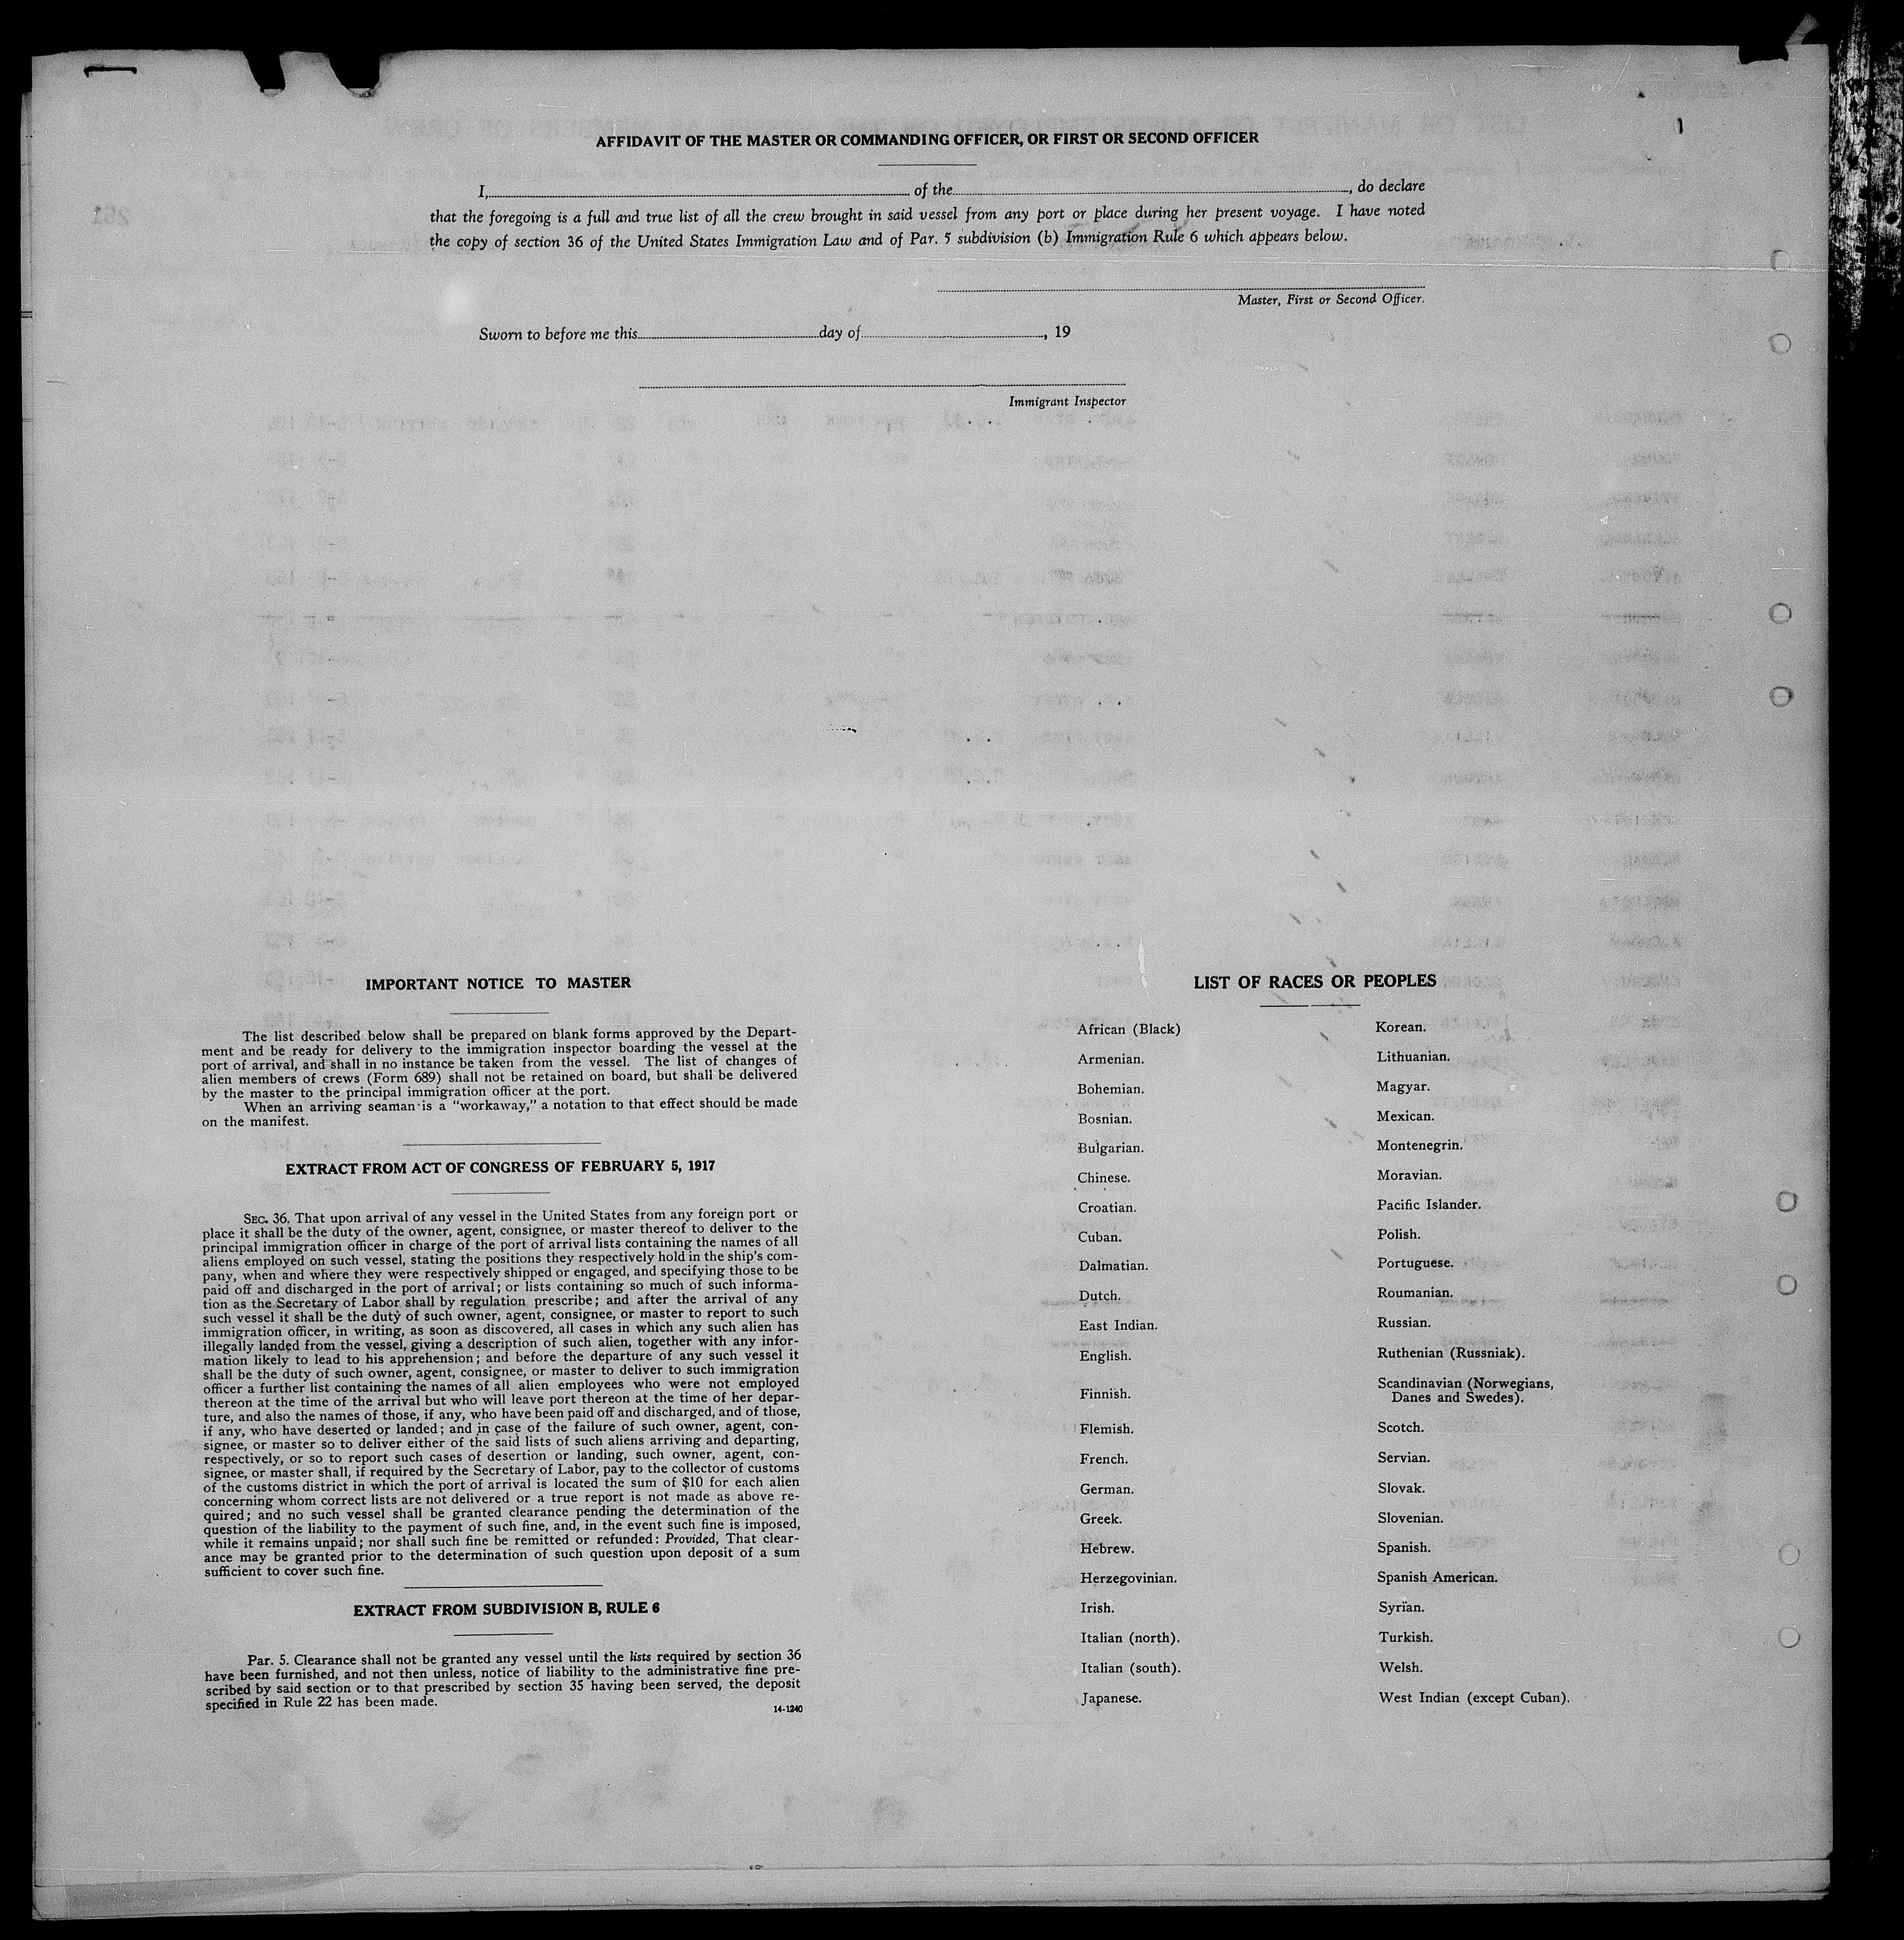 AFFIDAVIT OF THE MASTER OR COMMANDING OFFICER, OR FIRST OR SECOND OFFICER
I, of the , do declare
that the foregoing is a full and true list of all the crew brought in said vessel from any port or place during her present voyage. I have noted
the copy of section 36 of the United States Immigration Law and of Par. 5 subdivision (b) Immigration Rule 6 which appears below.
Master, First or Second Officer.
Sworn to before me this day of , 19
Immigrant Inspector
IMPORTANT NOTICE TO MASTER
The list described below shall be prepared on blank forms approved by the Depart-
ment and be ready for delivery to the immigration inspector boarding the vessel at the
port of arrival, and shall in no instance be taken from the vessel. The list of changes of
alien members of crews (Form 689) shall not be retained on board, but shall be delivered
by the master to the principal immigration officer at the port.
When an arriving seaman is a "workaway," a notation to that effect should be made
on the manifest.
EXTRACT FROM ACT OF CONGRESS OF FEBRUARY 5, 1917
SEC. 36. That upon arrival of any vessel in the United States from any foreign port or
place it shall be the duty of the owner, agent, consignee, or master thereof to deliver to the
principal immigration officer in charge of the port of arrival lists containing the names of all
aliens employed on such vessel, stating the positions they respectively hold in the ship's com-
pany, when and where they were respectively shipped or engaged, and specifying those to be
paid off and discharged in the port of arrival; or lists containing so much of such informa-
tion as the Secretary of Labor shall by regulation prescribe; and after the arrival of any
such vessel it shall be the duty of such owner, agent, consignee, or master to report to such
immigration officer, in writing, as soon as discovered, all cases in which any such alien has
illegally landed from the vessel, giving a description of such alien, together with any infor-
mation likely to lead to his apprehension; and before the departure of any such vessel it
shall be the duty of such owner, agent, consignee, or master to deliver to such immigration
officer a further list containing the names of all alien employees who were not employed
thereon at the time of the arrival but who will leave port thereon at the time of her depar-
ture, and also the names of those, if any, who have been paid off and discharged, and of those,
if any, who have deserted or landed; and in case of the failure of such owner, agent, con-
signee, or master so to deliver either of the said lists of such aliens arriving and departing,
respectively, or so to report such cases of desertion or landing, such owner, agent, con-
signee, or master shall, if required by the Secretary of Labor, pay to the collector of customs
of the customs district in which the port of arrival is located the sum of $10 for each alien
concerning whom correct lists are not delivered or a true report is not made as above re-
quired; and no such vessel shall be granted clearance pending the determination of the
question of the liability to the payment of such fine, and, in the event such fine is imposed,
while it remains unpaid; nor shall such fine be remitted or refunded: Provided, That clear-
ance may be granted prior to the determination of such question upon deposit of a sum
sufficient to cover such fine.
EXTRACT FROM SUBDIVISION B, RULE 6
Par. 5. Clearance shall not be granted any vessel until the lists required by section 36
have been furnished, and not then unless, notice of liability to the administrative fine pre-
scribed by said section or to that prescribed by section 35 having been served, the deposit
specified in Rule 22 has been made.
14-1240
LIST OF RACES OR PEOPLES
African (Black)
Armenian.
Bohemian.
Bosnian.
Bulgarian.
Chinese.
Croatian.
Cuban.
Dalmatian.
Dutch.
East Indian.
English.
Finnish.
Flemish.
French.
German.
Greek.
Hebrew.
Herzegovinian.
Irish.
Italian (north).
Italian (south).
Japanese.
Korean.
Lithuanian.
Magyar.
Mexican.
Montenegrin.
Moravian.
Pacific Islander.
Polish.
Portuguese.
Roumanian.
Russian.
Ruthenian (Russniak).
Scandinavian (Norwegians,
Danes and Swedes).
Scotch.
Servian.
Slovak.
Slovenian.
Spanish.
Spanish American.
Syrian.
Turkish.
Welsh.
West Indian (except Cuban).